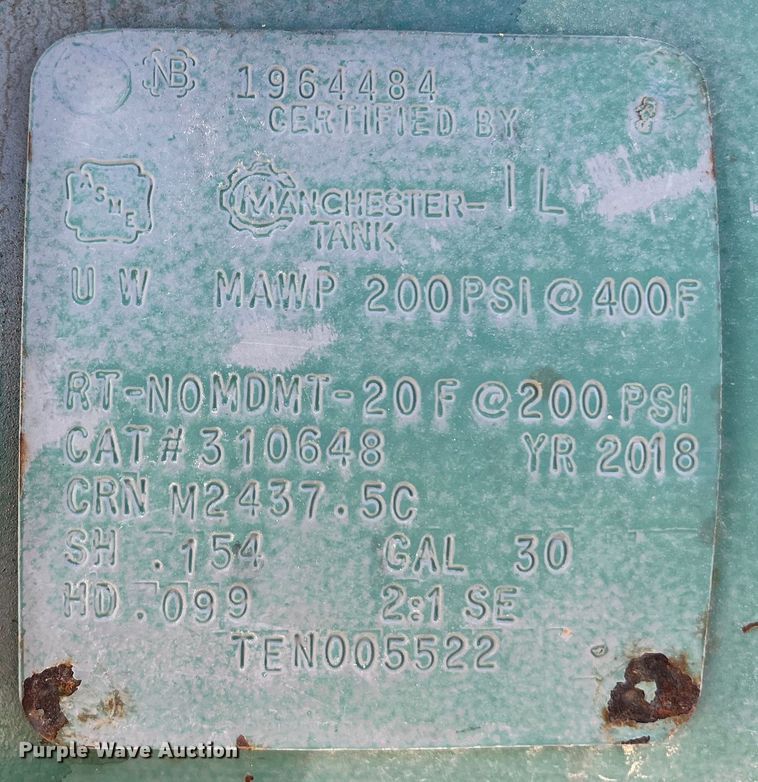 NB 1964484
CERTIFIED BY
ASME MANCHESTER- IL
TANK
U W MAWP 200PSI@400F
RT-NOMDMT-20F@200 PSI
CAT# 310648 YR 2018
CRN M2437.5C
SH .154 GAL 30
HD .099 2:1 SE
TEN005522
Purple Wave Auction